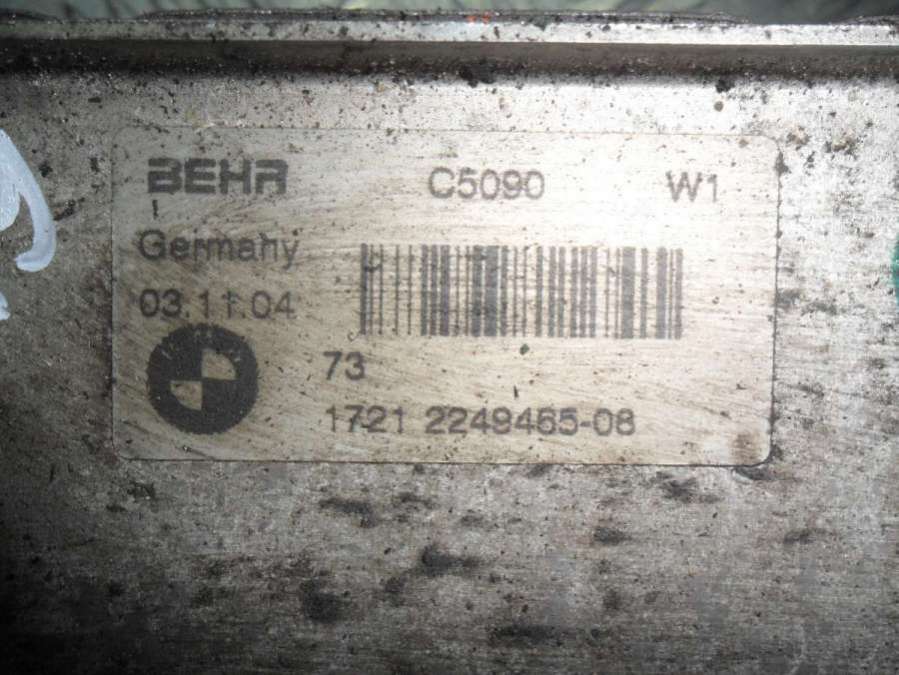 BEHR C5090 W1
Germany
03.11.04
73
1721 2249465-08